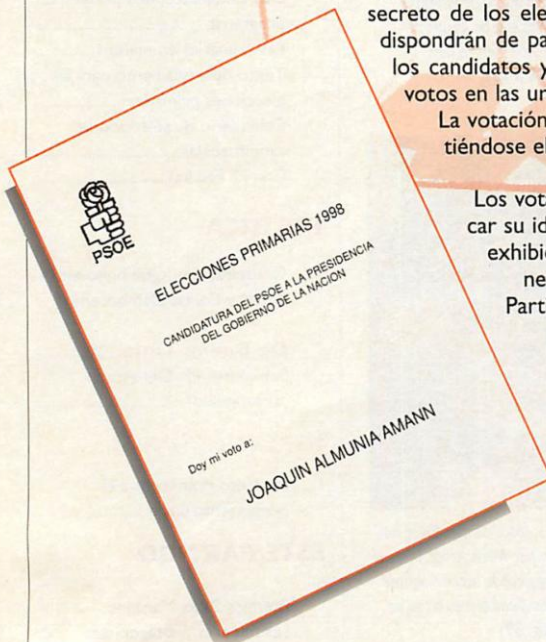 secreto de los ele
dispondrán de pa
los candidatos y
votos en las ur
La votación
tiéndose el
Los vot
car su id
exhibid
ne
Part
PSOE
ELECCIONES PRIMARIAS 1998
CANDIDATURA DEL PSOE A LA PRESIDENCIA
DEL GOBIERNO DE LA NACION
Doy mi voto a:
JOAQUIN ALMUNIA AMANN